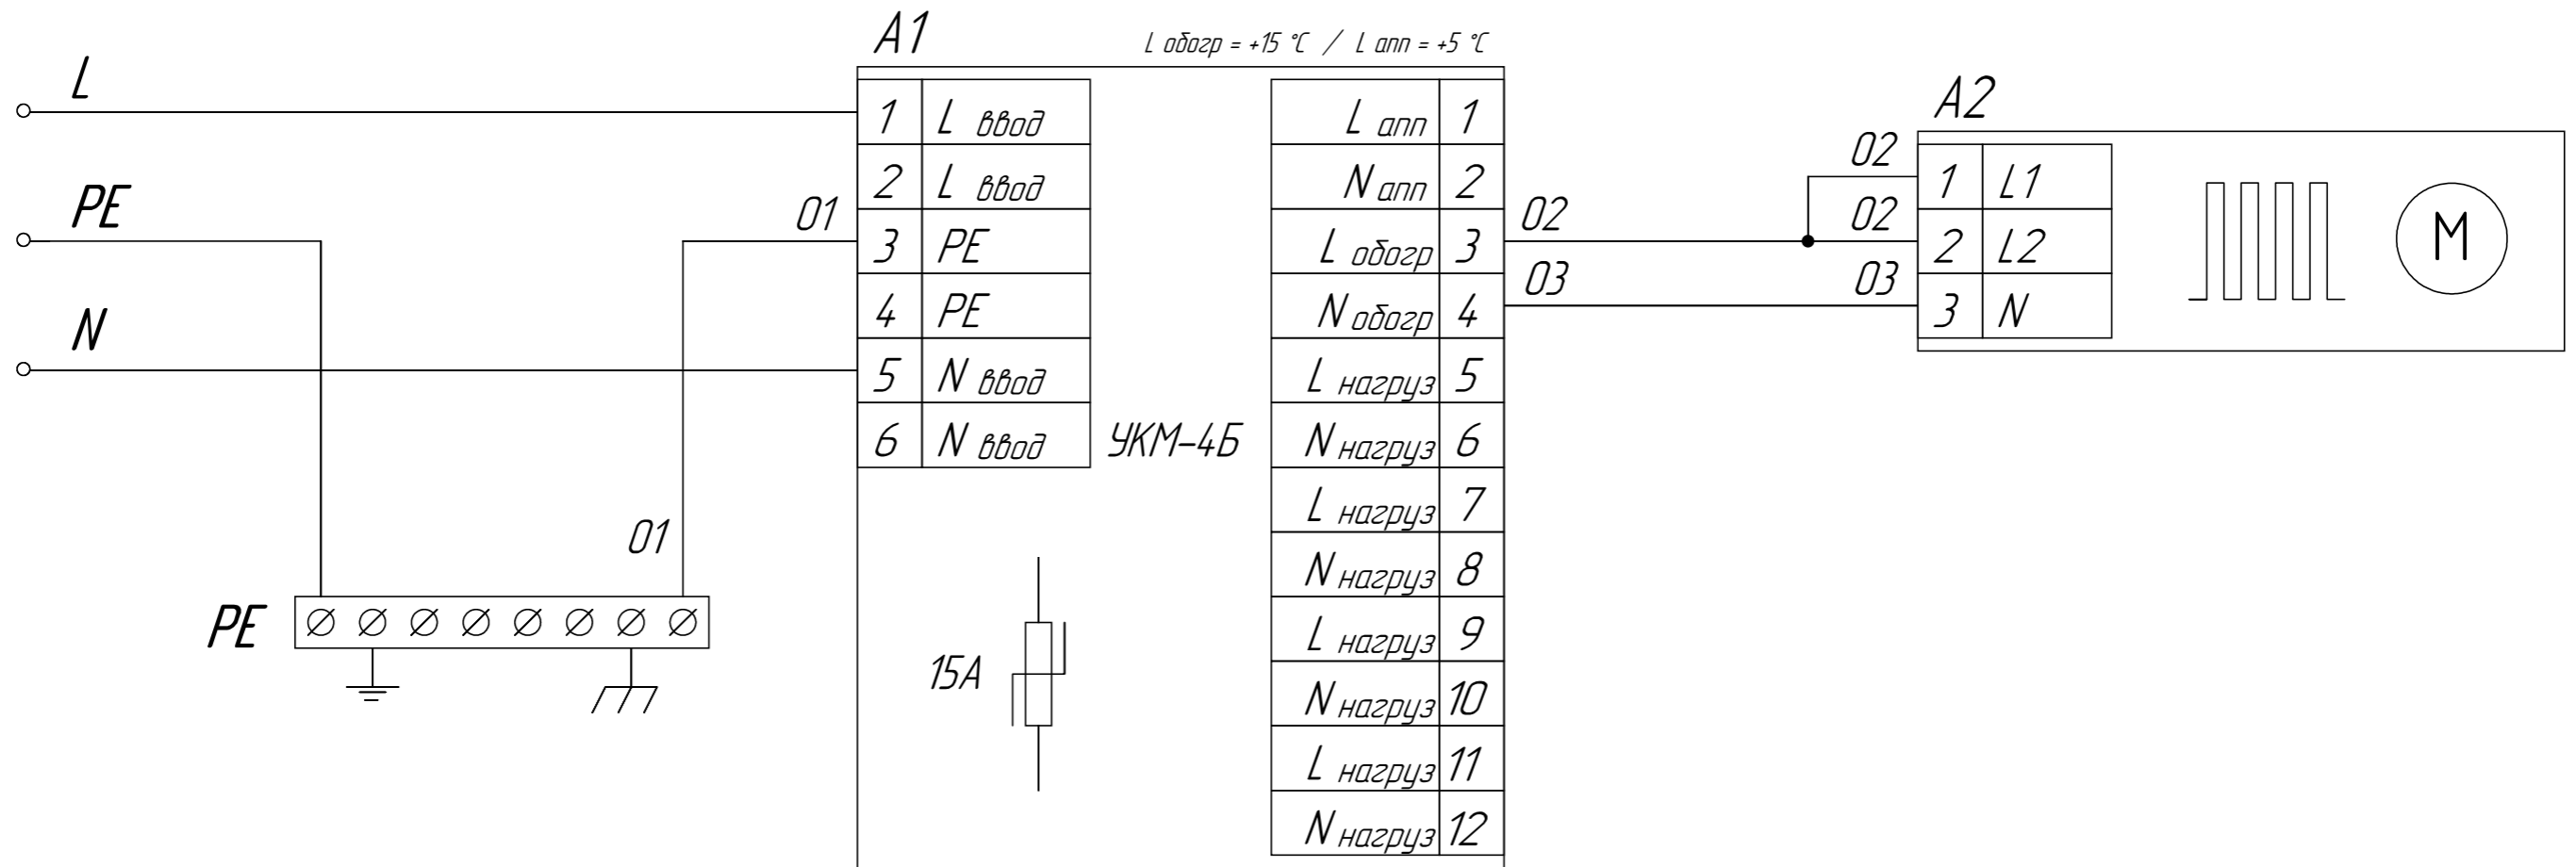 A1
L обогр = +15 °C / L апп = +5 °C
L
PE
N
1 L ввод
2 L ввод
3 PE
4 PE
5 N ввод
6 N ввод
01
01
PE
УКМ-4Б
15А
L апп 1
N апп 2
L обогр 3
N обогр 4
L нагруз 5
N нагруз 6
L нагруз 7
N нагруз 8
L нагруз 9
N нагруз 10
L нагруз 11
N нагруз 12
02
03
02
02
03
A2
1 L1
2 L2
3 N
M